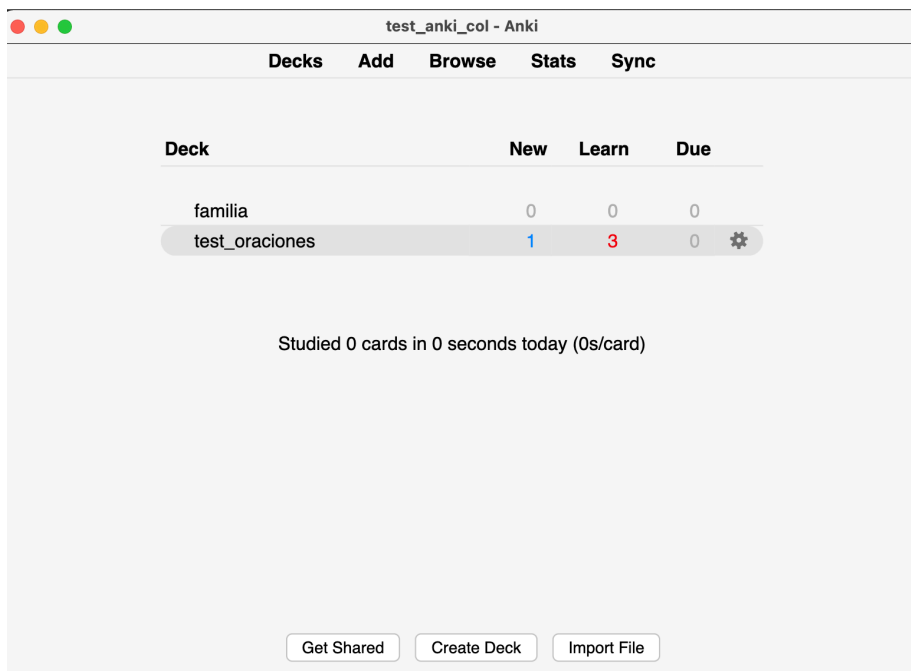 test_anki_col - Anki
Decks Add Browse Stats Sync
Deck New Learn Due
familia 0 0 0
test_oraciones 1 3 0
Studied 0 cards in 0 seconds today (0s/card)
Get Shared Create Deck Import File